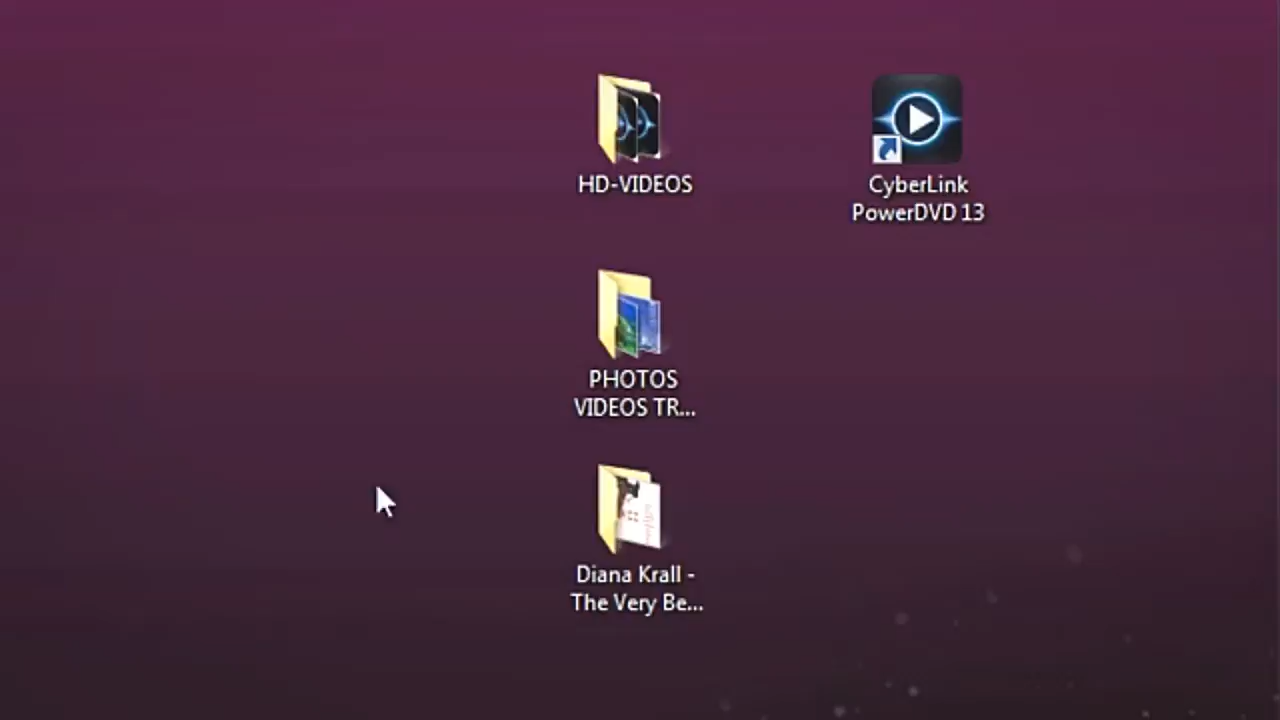 HD-VIDEOS
CyberLink
PowerDVD 13
PHOTOS
VIDEOS TR...
Diana Krall -
The Very Be...